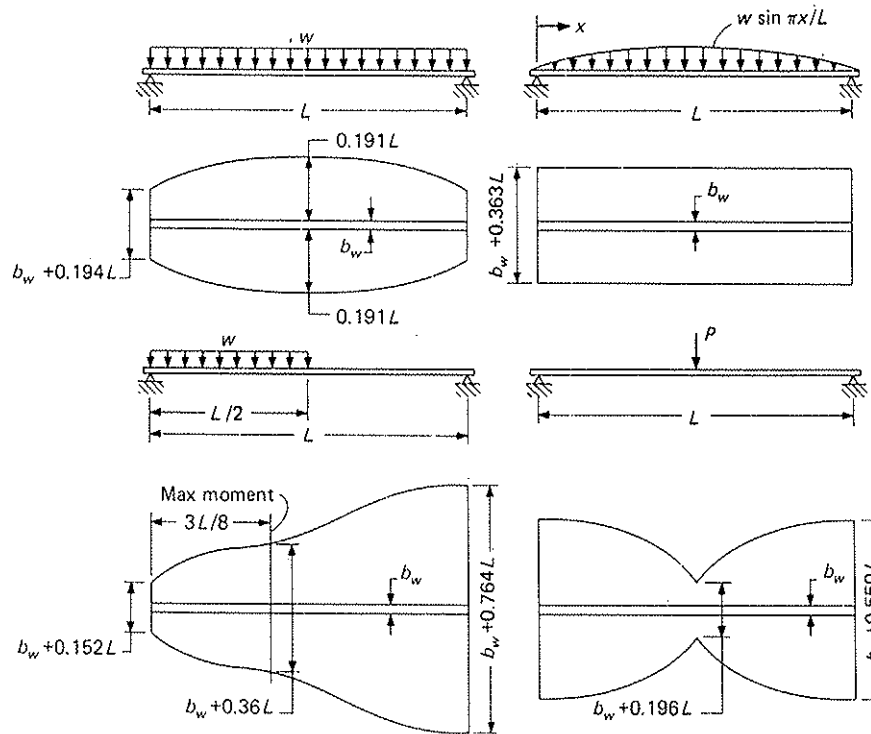 w
x
w sin πx/L
L
L
0.191L
b_w
b_w +0.194L
0.191L
b_w +0.363L
b_w
w
P
L/2
L
L
Max moment
3L/8
b_w
b_w +0.152L
b_w +0.36L
b_w +0.764L
b_w
b_w +0.196L